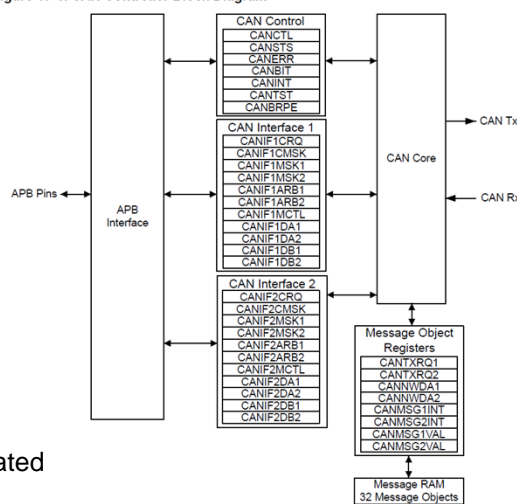 CAN Control
CANCTL
CANSTS
CANERR
CANBIT
CANINT
CANTST
CANBRPE
CAN Interface 1
CANIF1CRQ
CANIF1CMSK
CANIF1MSK1
CANIF1MSK2
CANIF1ARB1
CANIF1ARB2
CANIF1MCTL
CANIF1DA1
CANIF1DA2
CANIF1DB1
CANIF1DB2
CAN Interface 2
CANIF2CRQ
CANIF2CMSK
CANIF2MSK1
CANIF2MSK2
CANIF2ARB1
CANIF2ARB2
CANIF2MCTL
CANIF2DA1
CANIF2DA2
CANIF2DB1
CANIF2DB2
APB Pins
APB
Interface
CAN Core
CAN Tx
CAN Rx
Message Object
Registers
CANTXRQ1
CANTXRQ2
CANNWDA1
CANNWDA2
CANMSG1INT
CANMSG2INT
CANMSG1VAL
CANMSG2VAL
Message RAM
32 Message Objects
ated